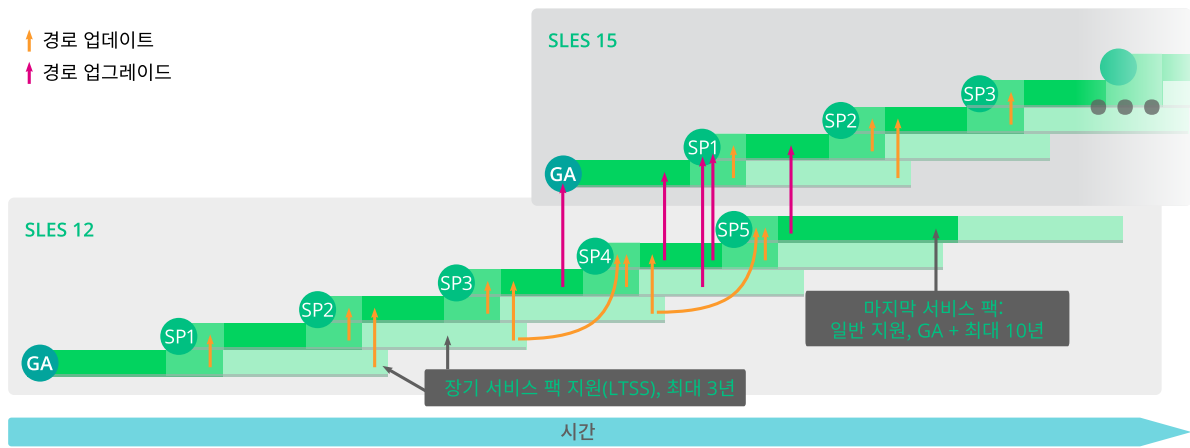 경로 업데이트
경로 업그레이드
SLES 15
SP3
SP2
SP1
GA
SLES 12
SP5
SP4
SP3
SP2
SP1
GA
마지막 서비스 팩:
일반 지원, GA + 최대 10년
장기 서비스 팩 지원(LTSS), 최대 3년
시간